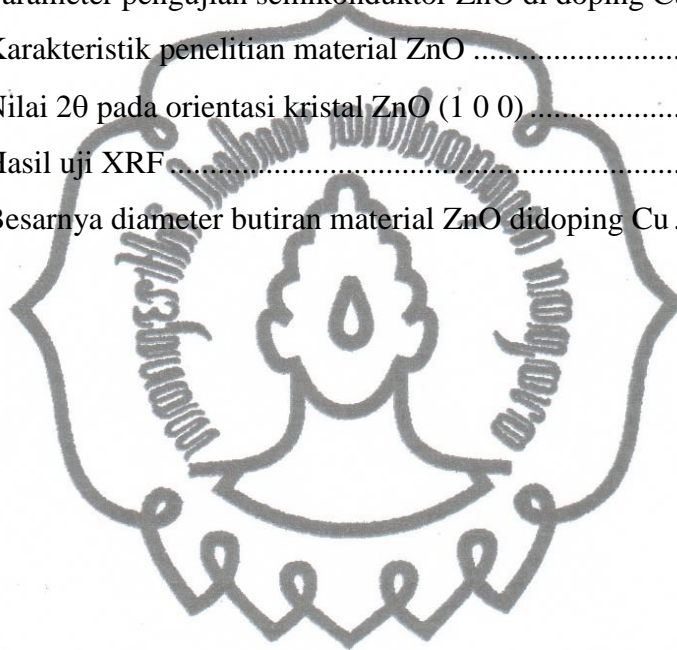 Parameter pengujian semikonduktor ZnO di doping Cu
Karakteristik penelitian material ZnO ..........................
Nilai 2θ pada orientasi kristal ZnO (1 0 0) ...................
Hasil uji XRF ................................................................
Besarnya diameter butiran material ZnO didoping Cu .